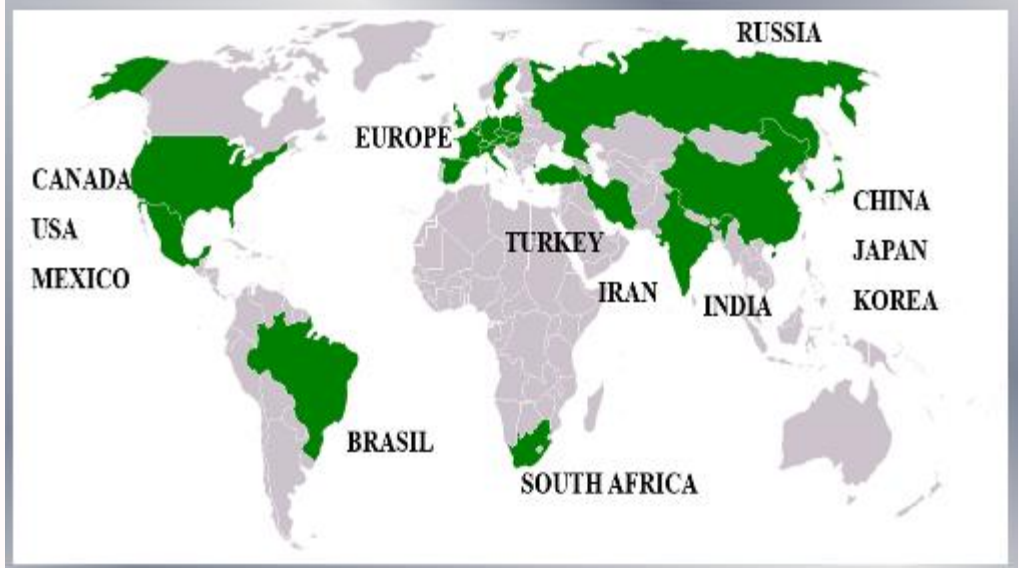 RUSSIA
EUROPE
CANADA
USA
MEXICO
CHINA
JAPAN
KOREA
TURKEY
IRAN
INDIA
BRASIL
SOUTH AFRICA